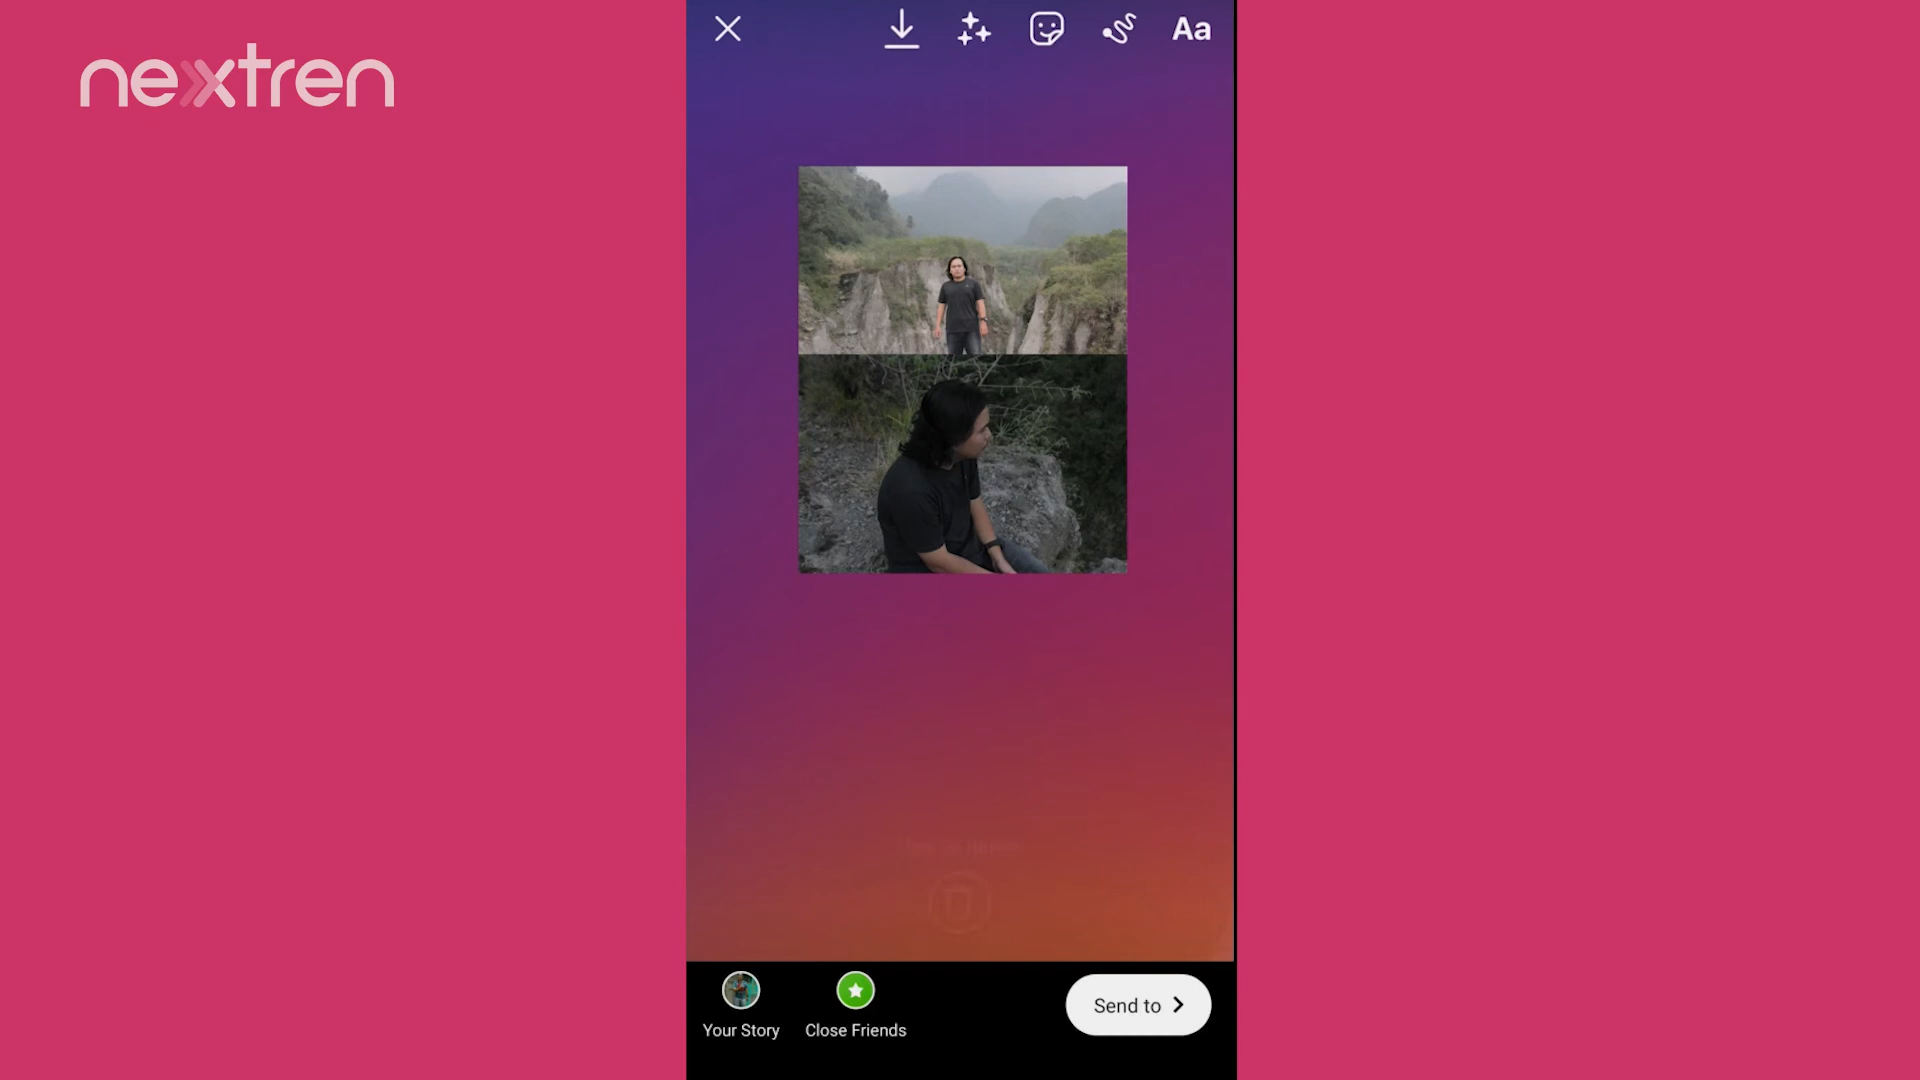 nextren
Aa
Your Story
Close Friends
Send to